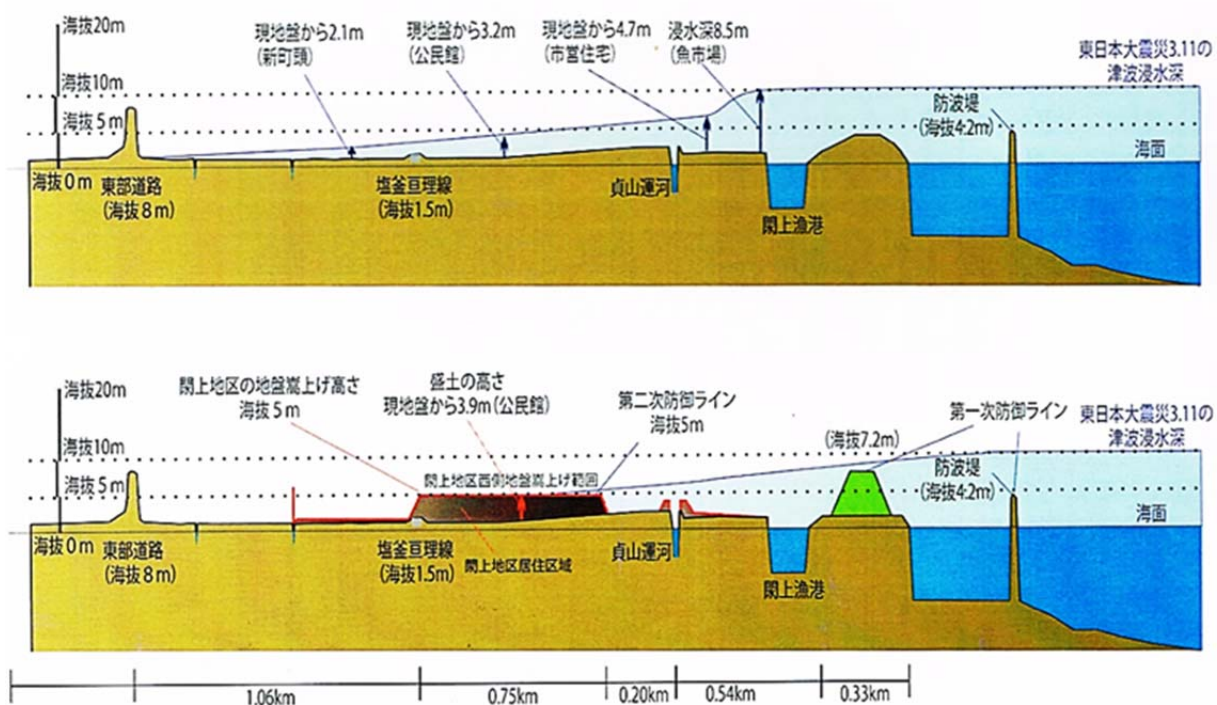 海抜20m
現地盤から2.1m
(新町頭)
現地盤から3.2m
(公民館)
現地盤から4.7m
(市営住宅)
浸水深8.5m
(魚市場)
東日本大震災3.11の
津波浸水深
海抜10m
海抜5m
防波堤
(海抜4.2m)
海面
海抜0m
東部道路
(海抜8m)
塩釜亘理線
(海抜1.5m)
貞山運河
閖上漁港
海抜20m
閖上地区の地盤嵩上げ高さ
海抜5m
盛土の高さ
現地盤から3.9m(公民館)
第二次防御ライン
海抜5m
(海抜7.2m)
第一次防御ライン
東日本大震災3.11の
津波浸水深
海抜10m
海抜5m
閖上地区西側地盤嵩上げ範囲
防波堤
(海抜4.2m)
海面
海抜0m
東部道路
(海抜8m)
塩釜亘理線
(海抜1.5m)
閖上地区居住区域
貞山運河
閖上漁港
1.06km
0.75km
0.20km
0.54km
0.33km